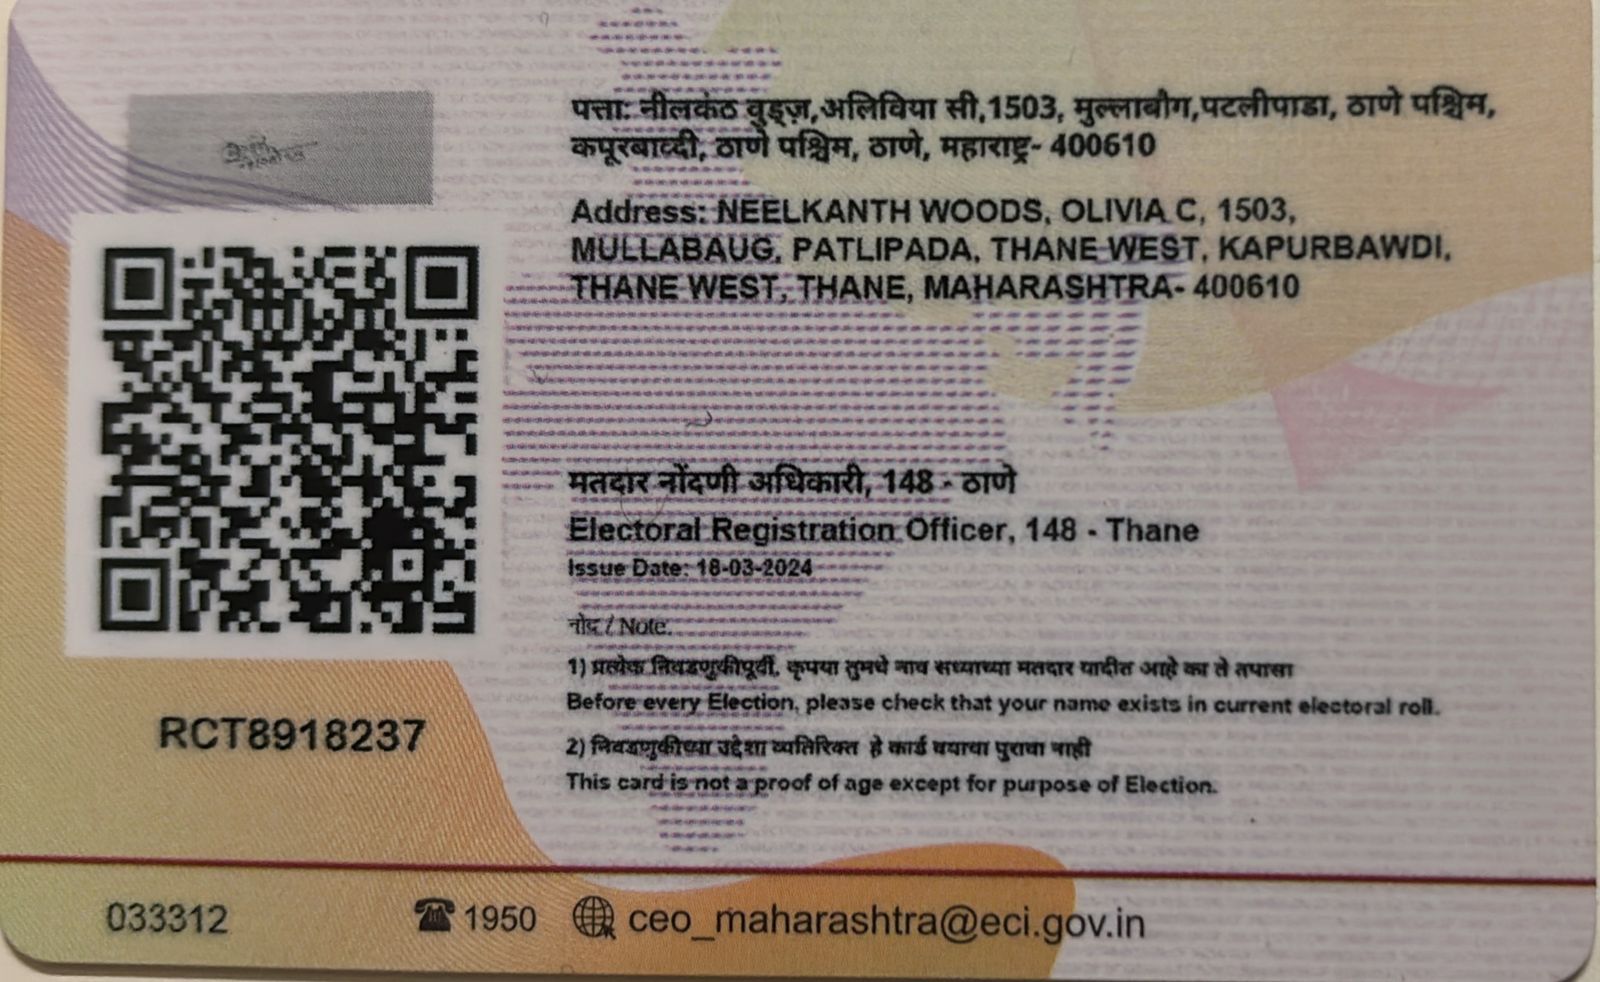 पत्ता: नीलकंठ वुड्ज़,अलिविया सी,1503, मुल्लाबौग,पटलीपाडा, ठाणे पश्चिम,
कपूरबाव्दी, ठाणे पश्चिम, ठाणे, महाराष्ट्र- 400610
Address: NEELKANTH WOODS, OLIVIA C, 1503,
MULLABAUG, PATLIPADA, THANE WEST, KAPURBAWDI,
THANE WEST, THANE, MAHARASHTRA- 400610
मतदार नोंदणी अधिकारी, 148 - ठाणे
Electoral Registration Officer, 148 - Thane
Issue Date: 18-03-2024
नोंद / Note:
1) प्रत्येक निवडणुकीपूर्वी, कृपया तुमचे नाव सध्याच्या मतदार यादीत आहे का ते तपासा
Before every Election, please check that your name exists in current electoral roll.
2) निवडणुकीच्या उद्देशा व्यतिरिक्त हे कार्ड वयाचा पुरावा नाही
This card is not a proof of age except for purpose of Election.
RCT8918237
033312
1950
ceo_maharashtra@eci.gov.in